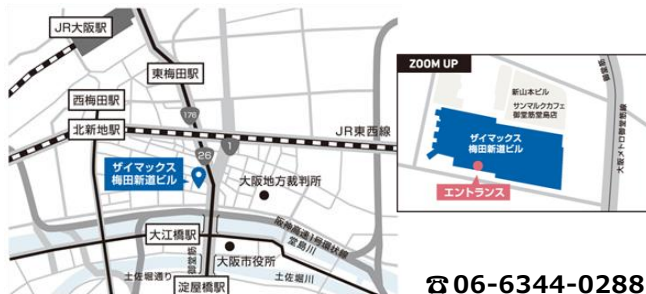 JR大阪駅
東梅田駅
西梅田駅
176
北新地駅
JR東西線
1
26
ザイマックス
梅田新道ビル
大阪地方裁判所
阪神高速1号環状線
大江橋駅
堂島川
御堂筋
大阪市役所
土佐堀通り
土佐堀川
淀屋橋駅
ZOOM UP
新山本ビル
サンマルクカフェ
御堂筋堂島店
ザイマックス
梅田新道ビル
エントランス
御堂筋
大阪メトロ御堂筋線
☎06-6344-0288